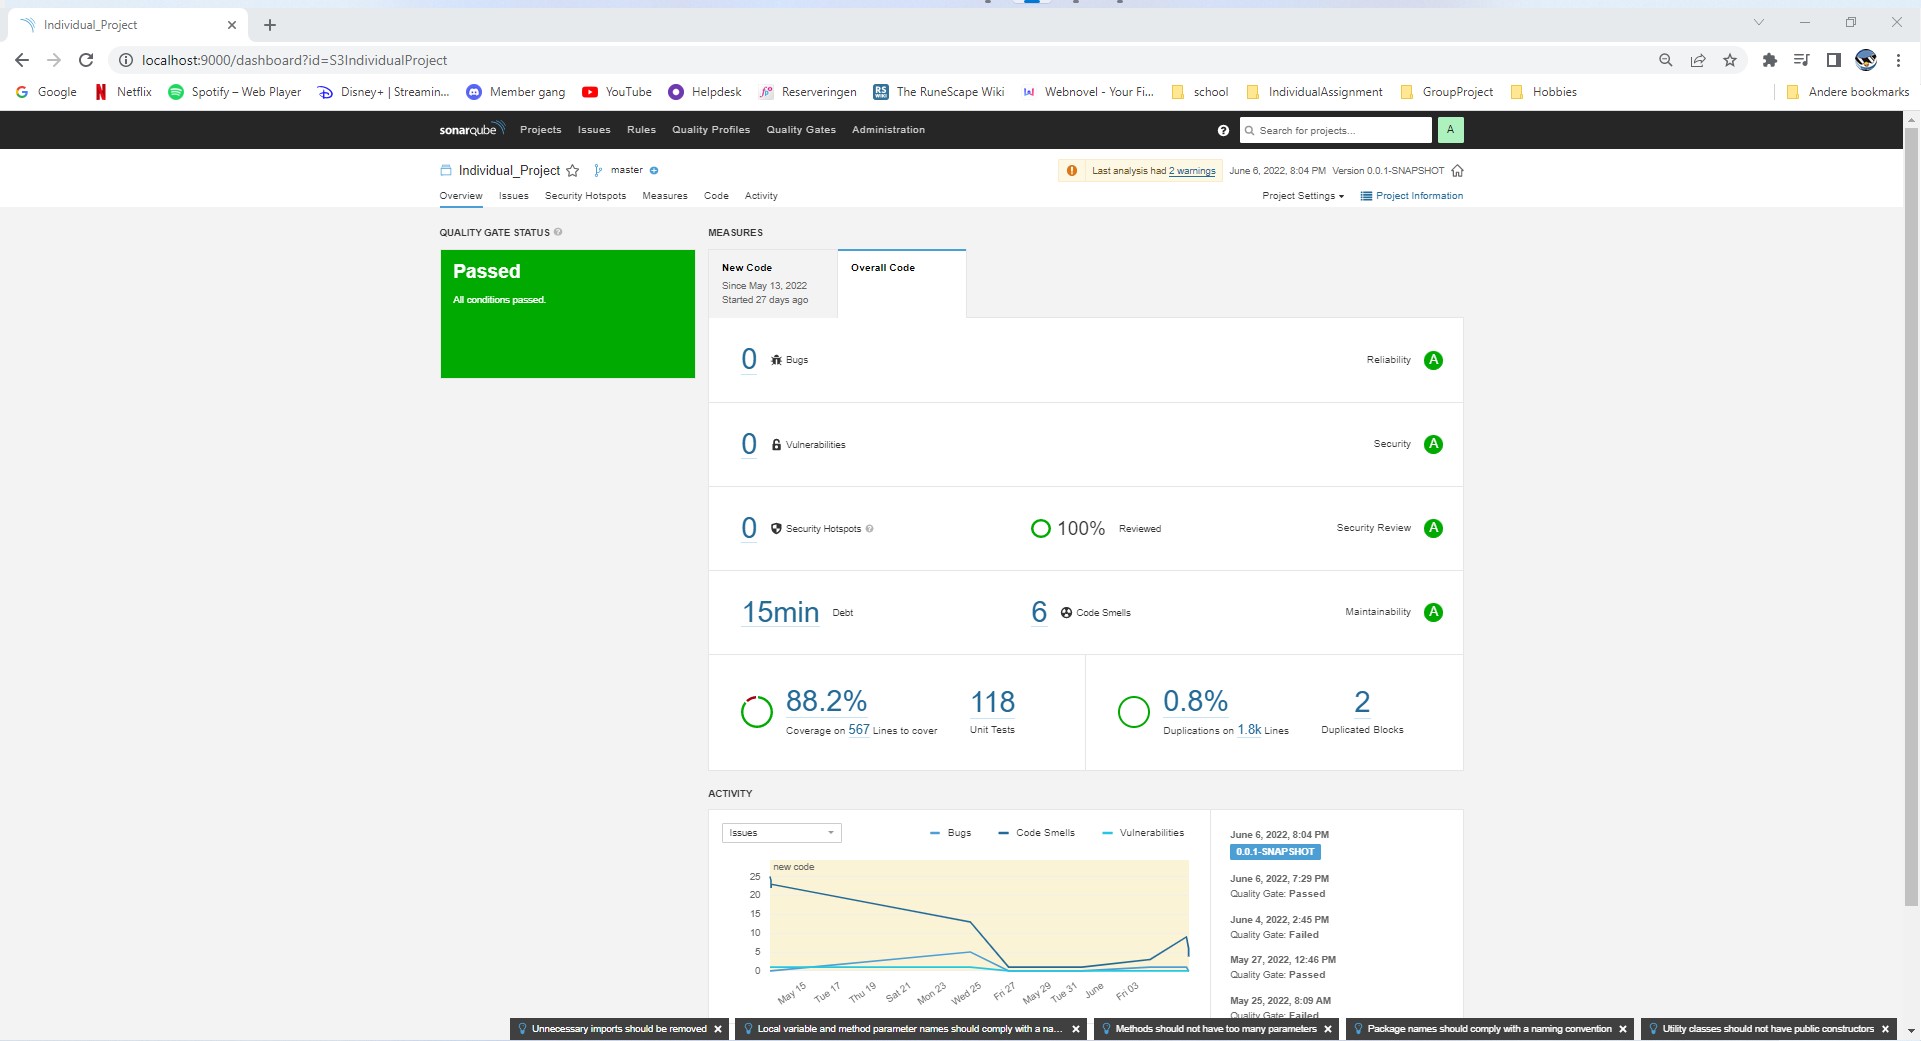 Individual_Project
localhost:9000/dashboard?id=S3IndividualProject
Google Netflix Spotify – Web Player Disney+ | Streamin... Member gang YouTube Helpdesk Reserveringen The RuneScape Wiki Webnovel - Your Fi... school IndividualAssignment GroupProject Hobbies Andere bookmarks
sonarqube Projects Issues Rules Quality Profiles Quality Gates Administration Search for projects... A
Individual_Project master Last analysis had 2 warnings June 6, 2022, 8:04 PM Version 0.0.1-SNAPSHOT
Overview Issues Security Hotspots Measures Code Activity Project Settings Project Information
QUALITY GATE STATUS
Passed
All conditions passed.
MEASURES
New Code
Since May 13, 2022
Started 27 days ago
Overall Code
0 Bugs Reliability A
0 Vulnerabilities Security A
0 Security Hotspots 100% Reviewed Security Review A
15min Debt 6 Code Smells Maintainability A
88.2%
Coverage on 567 Lines to cover
118
Unit Tests
0.8%
Duplications on 1.8k Lines
2
Duplicated Blocks
ACTIVITY
Issues Bugs Code Smells Vulnerabilities
new code
25
20
15
10
5
0
May 15 Tue 17 Thu 19 Sat 21 Mon 23 Wed 25 Fri 27 May 29 Tue 31 June Fri 03
June 6, 2022, 8:04 PM
0.0.1-SNAPSHOT
June 6, 2022, 7:29 PM
Quality Gate: Passed
June 4, 2022, 2:45 PM
Quality Gate: Failed
May 27, 2022, 12:46 PM
Quality Gate: Passed
May 25, 2022, 8:09 AM
Quality Gate: Failed
Unnecessary imports should be removed
Local variable and method parameter names should comply with a na...
Methods should not have too many parameters
Package names should comply with a naming convention
Utility classes should not have public constructors